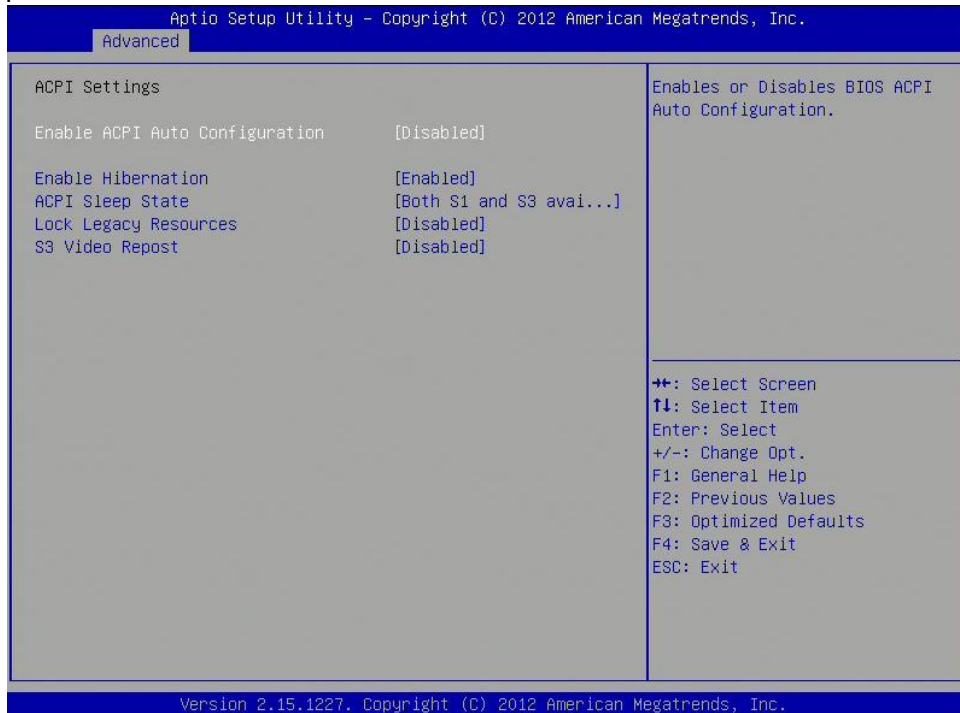 Aptio Setup Utility – Copyright (C) 2012 American Megatrends, Inc.
Advanced
ACPI Settings
Enable ACPI Auto Configuration [Disabled]
Enable Hibernation [Enabled]
ACPI Sleep State [Both S1 and S3 avai...]
Lock Legacy Resources [Disabled]
S3 Video Repost [Disabled]
Enables or Disables BIOS ACPI
Auto Configuration.
→←: Select Screen
↑↓: Select Item
Enter: Select
+/-: Change Opt.
F1: General Help
F2: Previous Values
F3: Optimized Defaults
F4: Save & Exit
ESC: Exit
Version 2.15.1227. Copyright (C) 2012 American Megatrends, Inc.